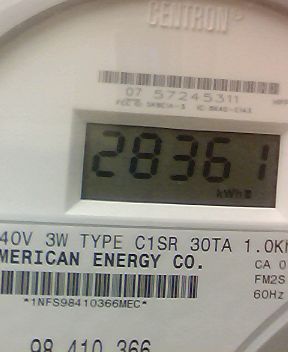 CENTRON
07 57245311
28361
kWh
40V 3W TYPE C1SR 30TA 1.0Kh
MERICAN ENERGY CO.
CA 0
FM2S
60Hz
*1NFS98410366MEC*
98 410 366